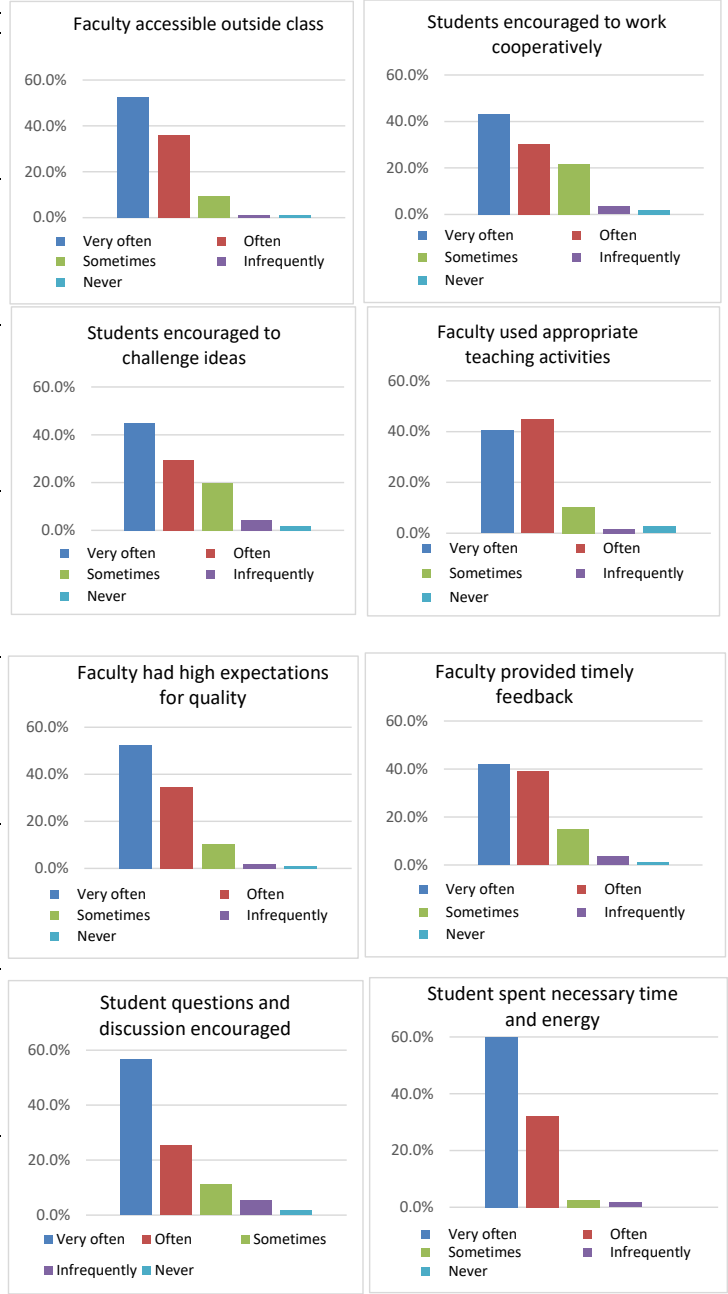 Faculty accessible outside class
60.0%
40.0%
20.0%
0.0%
Very often Often
Sometimes Infrequently
Never
Students encouraged to work
cooperatively
60.0%
40.0%
20.0%
0.0%
Very often Often
Sometimes Infrequently
Never
Students encouraged to
challenge ideas
60.0%
40.0%
20.0%
0.0%
Very often Often
Sometimes Infrequently
Never
Faculty used appropriate
teaching activities
60.0%
40.0%
20.0%
0.0%
Very often Often
Sometimes Infrequently
Never
Faculty had high expectations
for quality
60.0%
40.0%
20.0%
0.0%
Very often Often
Sometimes Infrequently
Never
Faculty provided timely
feedback
60.0%
40.0%
20.0%
0.0%
Very often Often
Sometimes Infrequently
Never
Student questions and
discussion encouraged
60.0%
40.0%
20.0%
0.0%
Very often Often Sometimes
Infrequently Never
Student spent necessary time
and energy
60.0%
40.0%
20.0%
0.0%
Very often Often
Sometimes Infrequently
Never